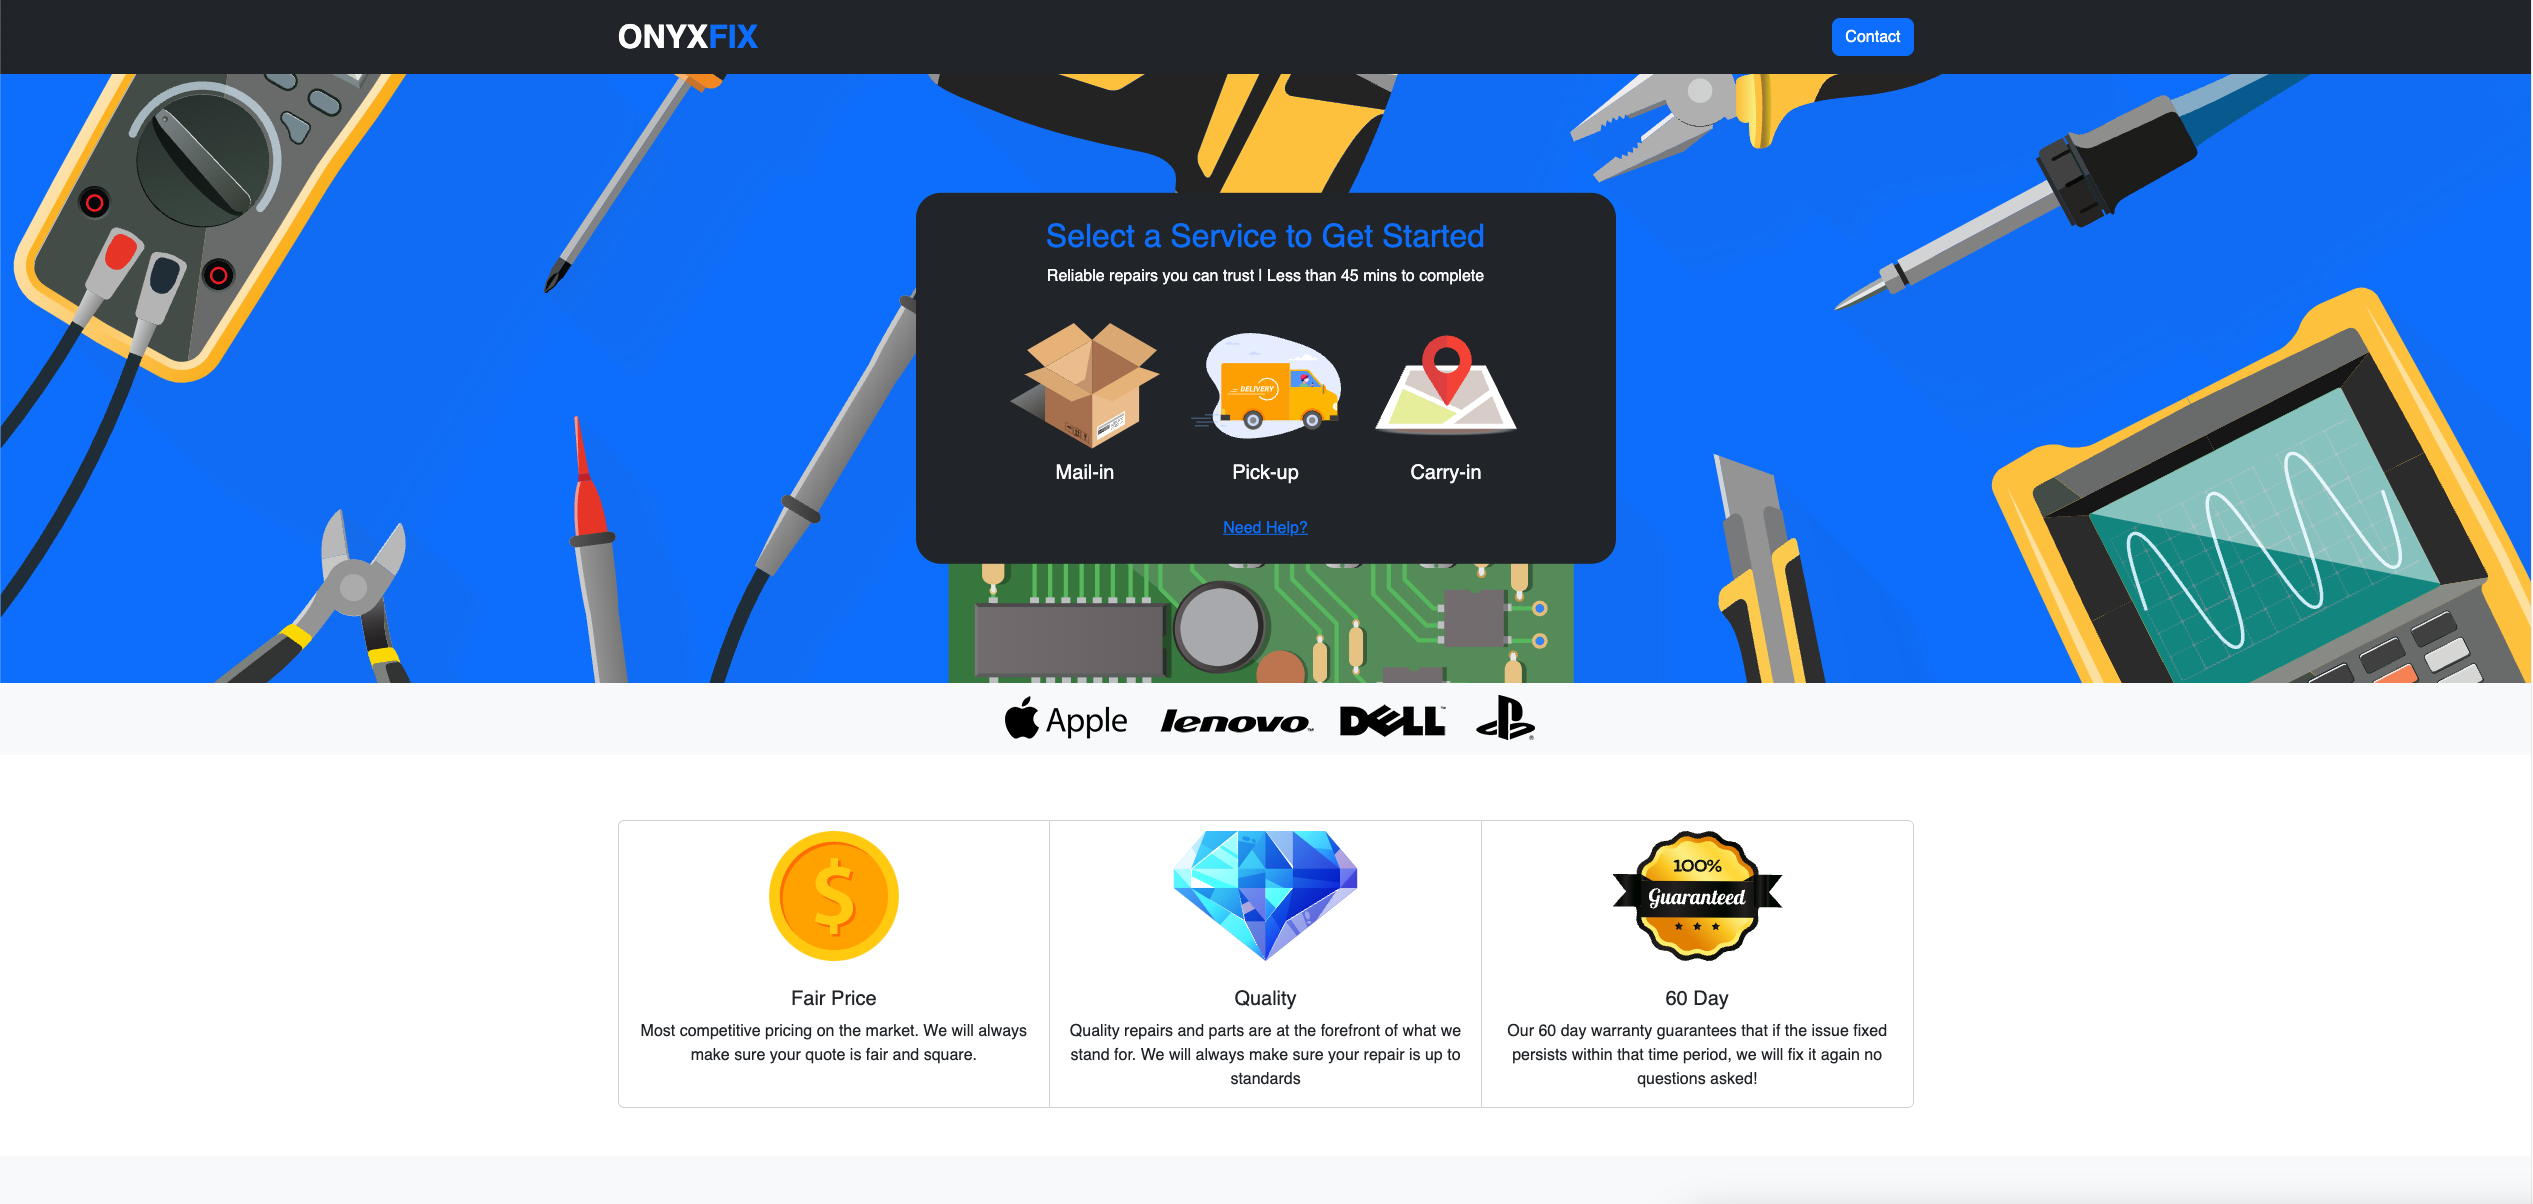 ONYXFIX
Contact
Select a Service to Get Started
Reliable repairs you can trust | Less than 45 mins to complete
DELIVERY
Mail-in
Pick-up
Carry-in
Need Help?
Apple
lenovo™
DELL™
100%
Guaranteed
Fair Price
Most competitive pricing on the market. We will always
make sure your quote is fair and square.
Quality
Quality repairs and parts are at the forefront of what we
stand for. We will always make sure your repair is up to
standards
60 Day
Our 60 day warranty guarantees that if the issue fixed
persists within that time period, we will fix it again no
questions asked!